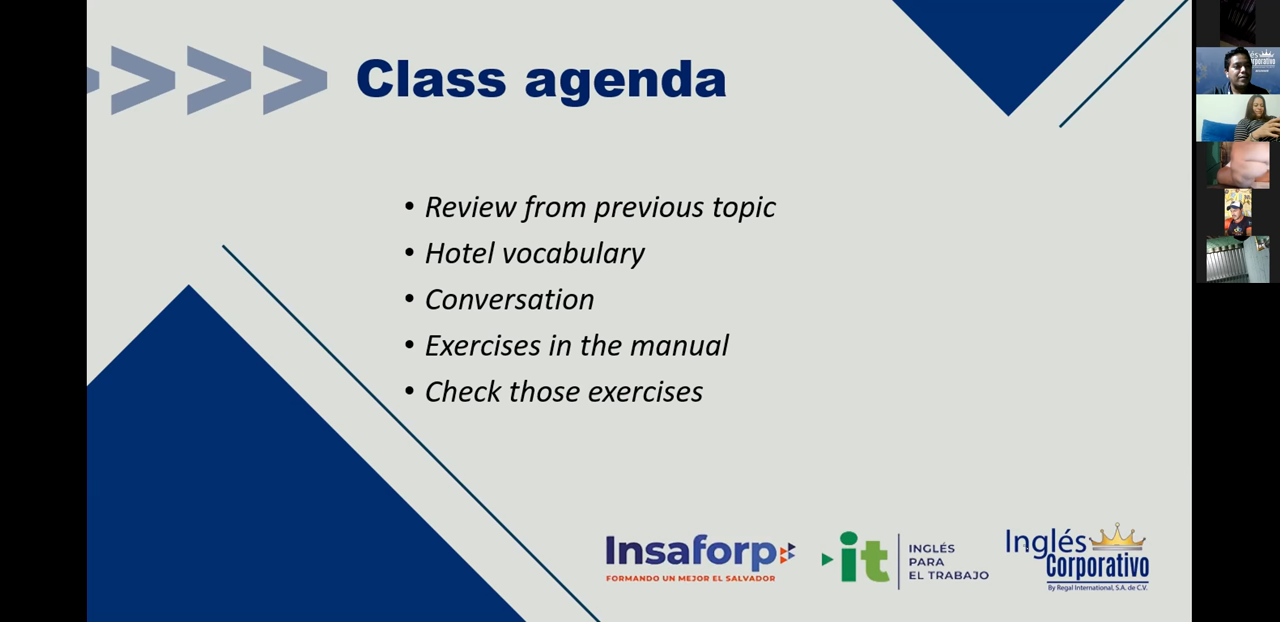 Class agenda
• Review from previous topic
• Hotel vocabulary
• Conversation
• Exercises in the manual
• Check those exercises
Insaforp
FORMANDO UN MEJOR EL SALVADOR
it
INGLÉS
PARA
EL TRABAJO
Inglés
Corporativo
By Regal International, S.A. de C.V.